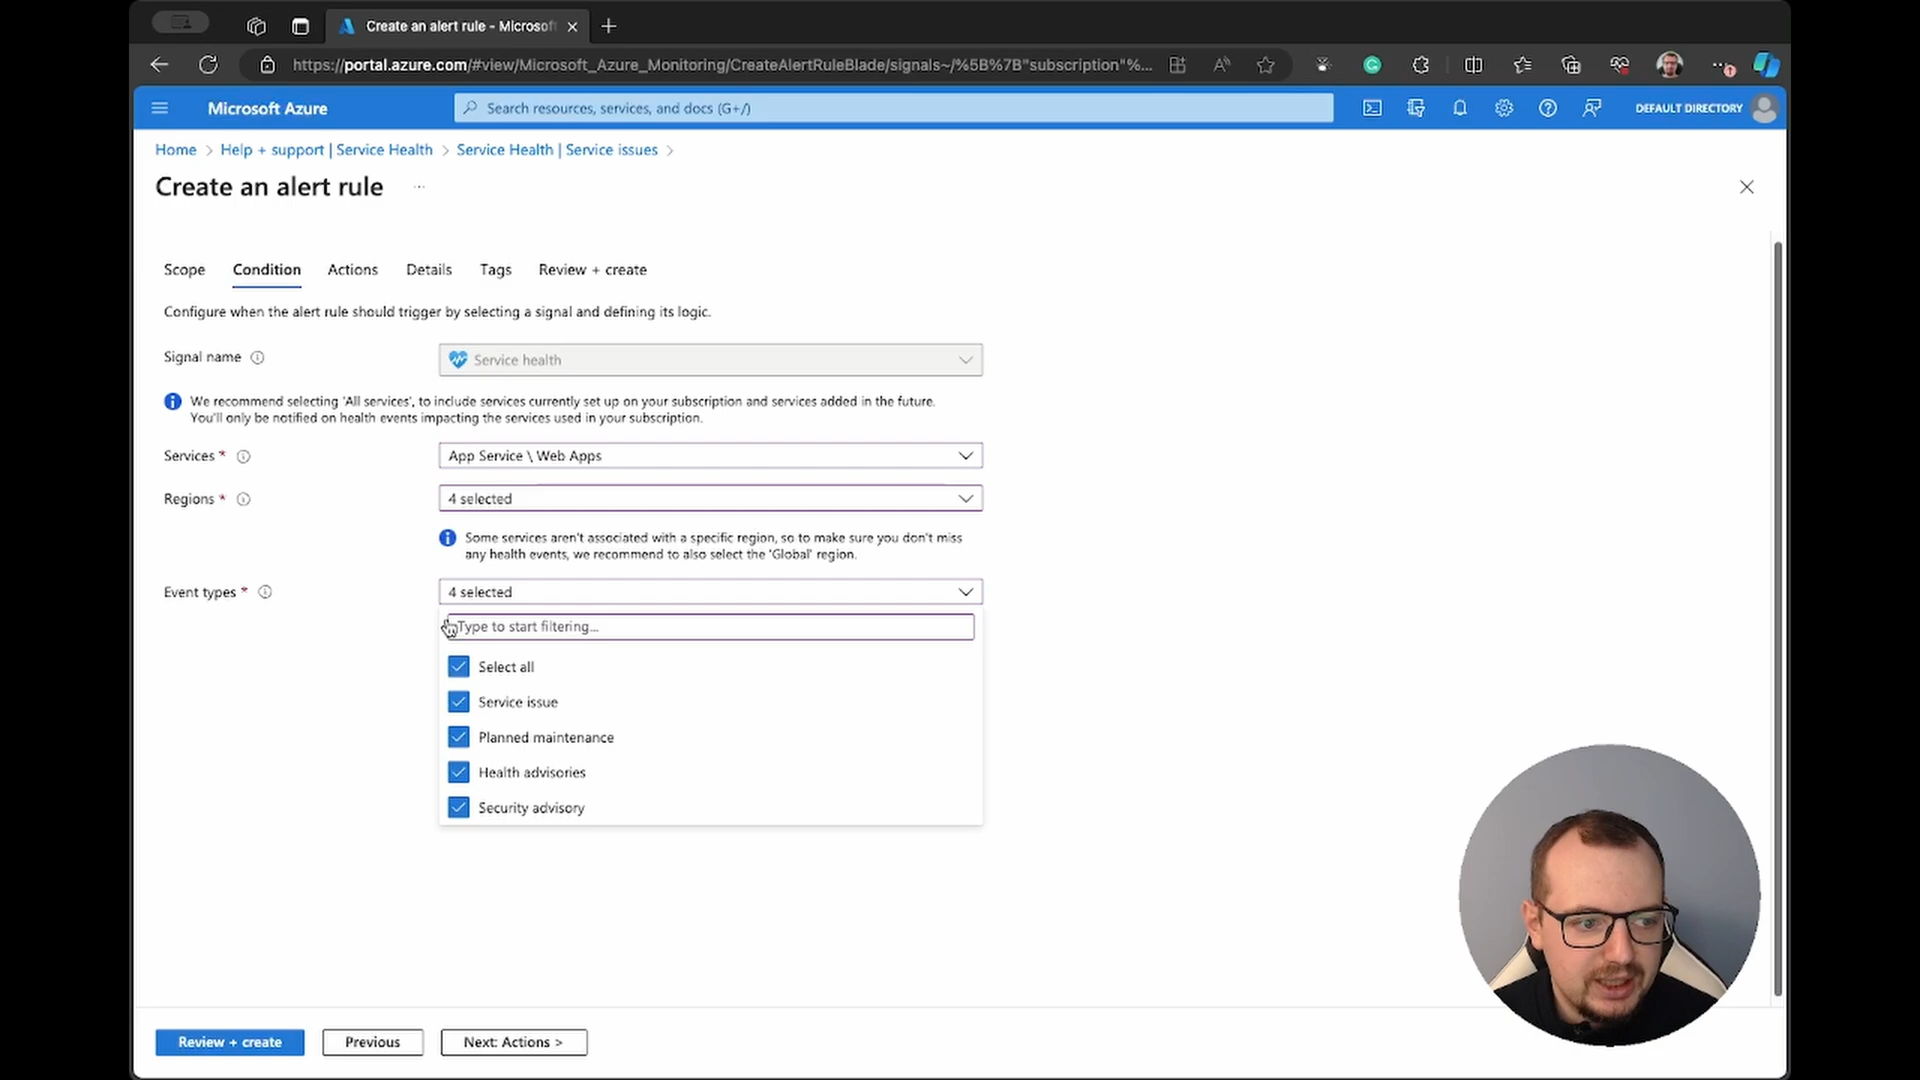 Create an alert rule - Microsof
https://portal.azure.com/#view/Microsoft_Azure_Monitoring/CreateAlertRuleBlade/signals~/%5B%7B"subscription"%...
Microsoft Azure
Search resources, services, and docs (G+/)
DEFAULT DIRECTORY
Home > Help + support | Service Health > Service Health | Service issues >
Create an alert rule ...
Scope Condition Actions Details Tags Review + create
Configure when the alert rule should trigger by selecting a signal and defining its logic.
Signal name
Service health
We recommend selecting 'All services', to include services currently set up on your subscription and services added in the future.
You'll only be notified on health events impacting the services used in your subscription.
Services *
App Service \ Web Apps
Regions *
4 selected
Some services aren't associated with a specific region, so to make sure you don't miss
any health events, we recommend to also select the 'Global' region.
Event types *
4 selected
Type to start filtering...
Select all
Service issue
Planned maintenance
Health advisories
Security advisory
Review + create
Previous
Next: Actions >